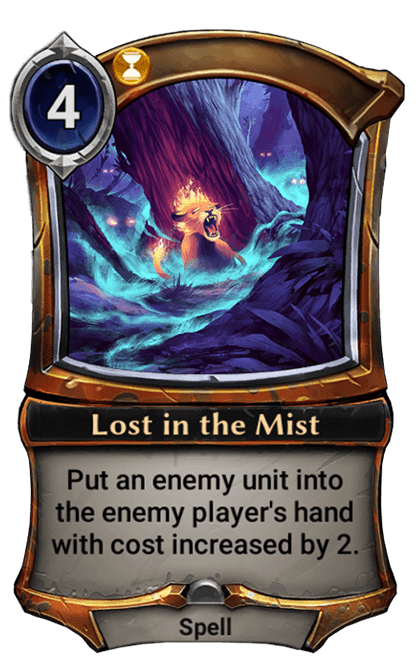 4
Lost in the Mist
Put an enemy unit into
the enemy player's hand
with cost increased by 2.
Spell